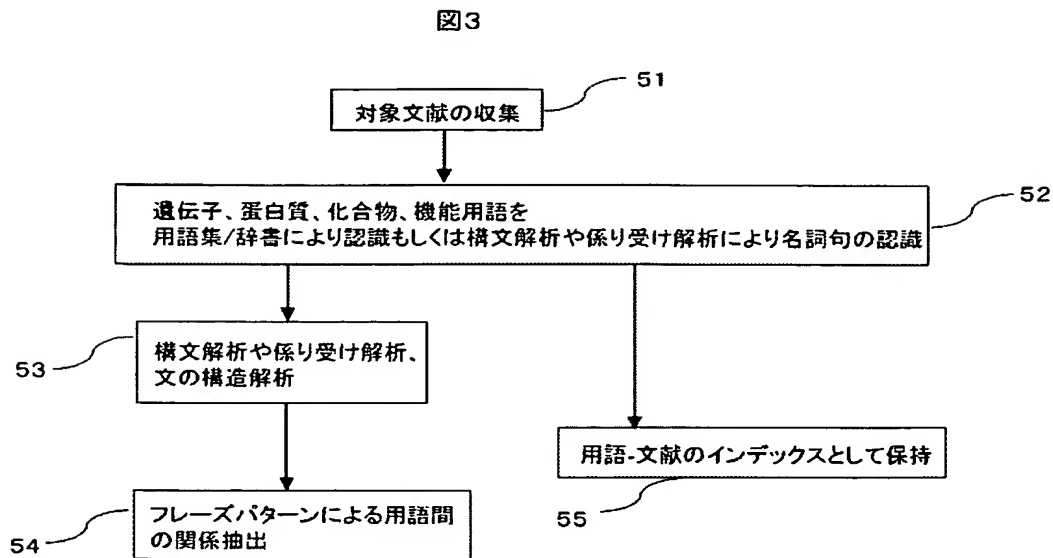 図3
51
対象文献の収集
52
遺伝子、蛋白質、化合物、機能用語を
用語集/辞書により認識もしくは構文解析や係り受け解析により名詞句の認識
53
構文解析や係り受け解析、
文の構造解析
用語-文献のインデックスとして保持
55
54
フレーズパターンによる用語間
の関係抽出